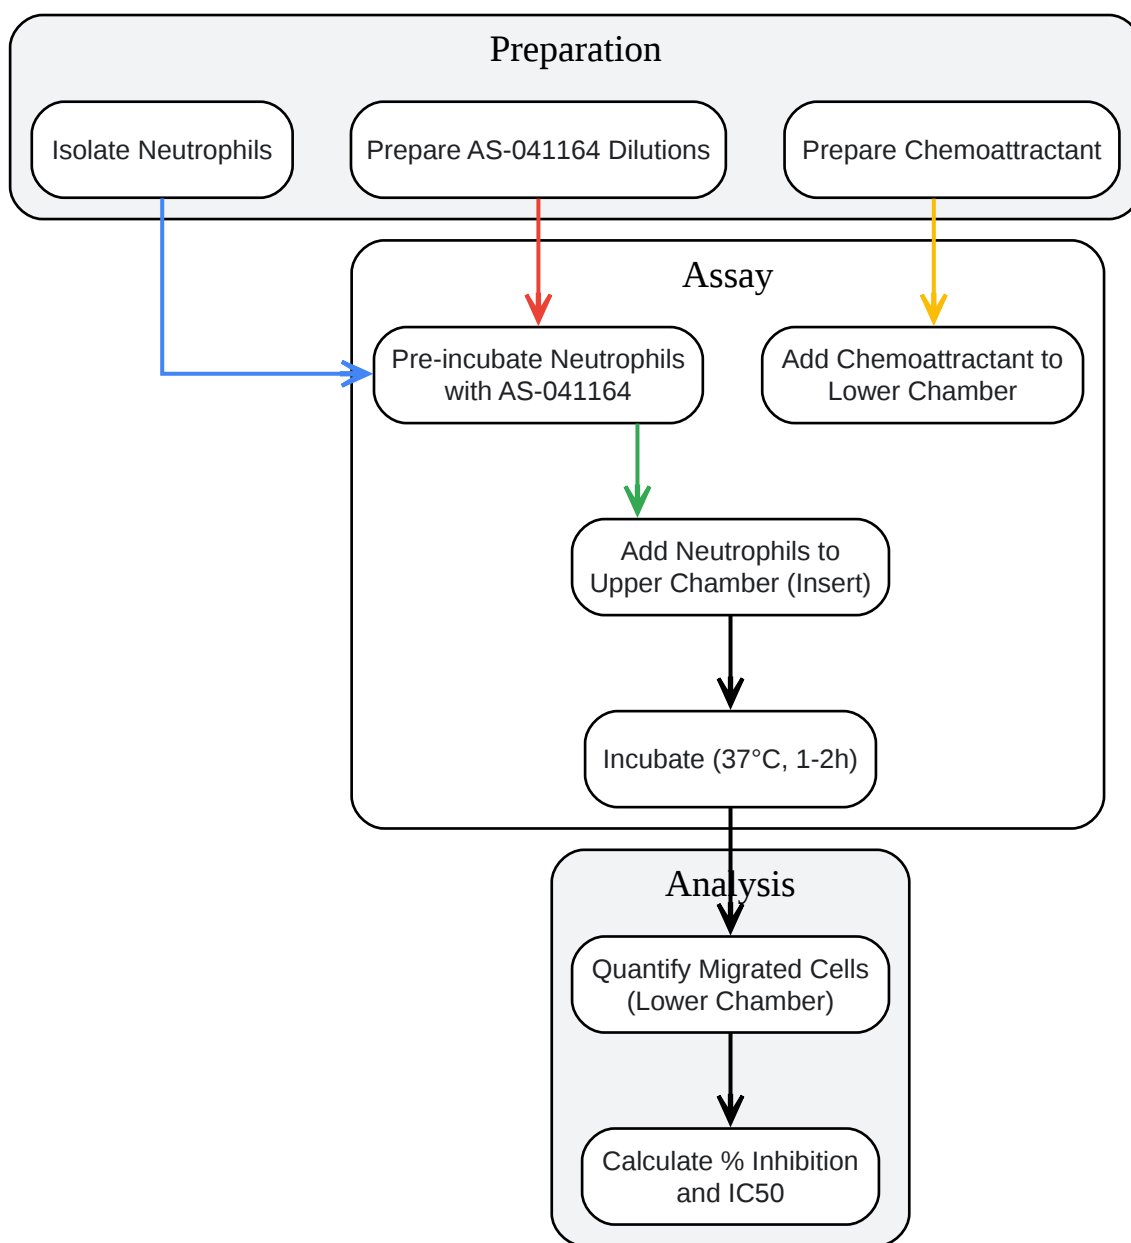 Preparation
Isolate Neutrophils
Prepare AS-041164 Dilutions
Prepare Chemoattractant
Assay
Pre-incubate Neutrophils
with AS-041164
Add Chemoattractant to
Lower Chamber
Add Neutrophils to
Upper Chamber (Insert)
Incubate (37°C, 1-2h)
Analysis
Quantify Migrated Cells
(Lower Chamber)
Calculate % Inhibition
and IC50